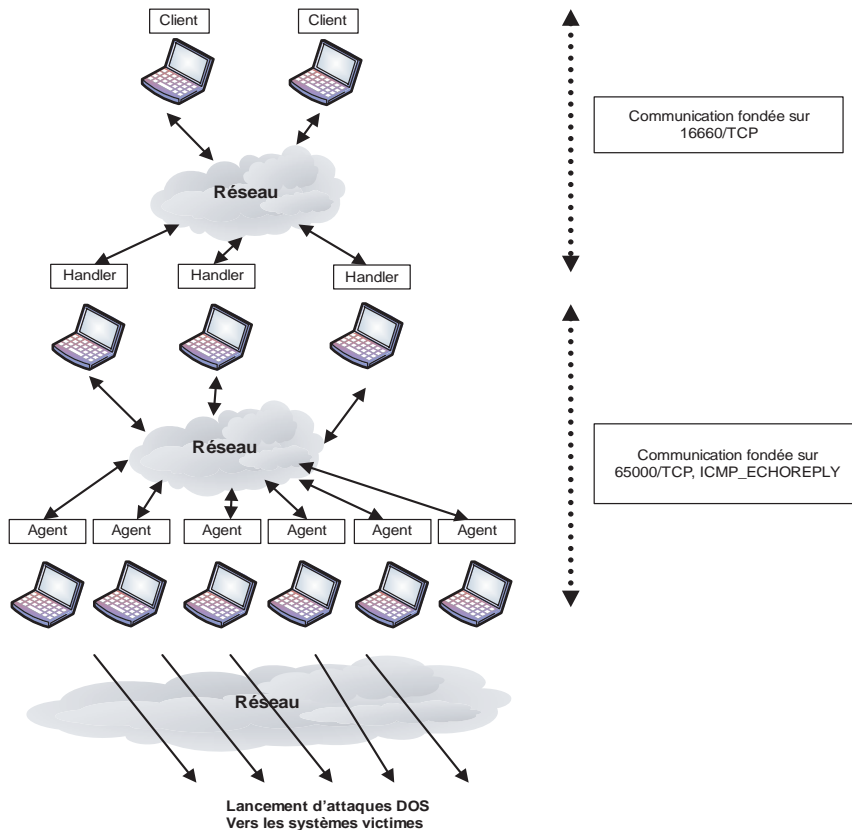 Client Client
Communication fondée sur
16660/TCP
Réseau
Handler Handler Handler
Réseau
Communication fondée sur
65000/TCP, ICMP_ECHOREPLY
Agent Agent Agent Agent Agent Agent
Réseau
Lancement d'attaques DOS
Vers les systèmes victimes